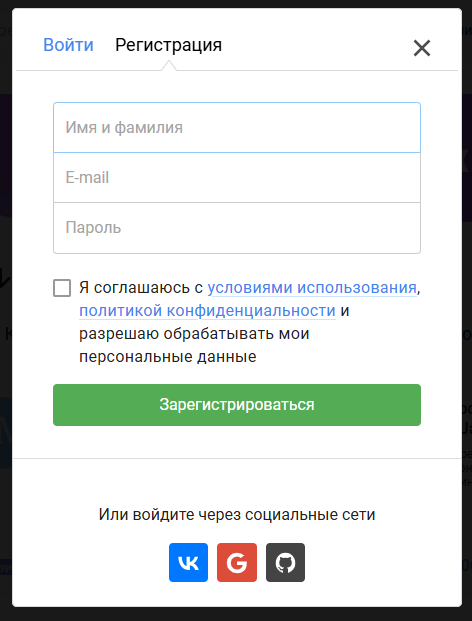 Войти Регистрация
Имя и фамилия
E-mail
Пароль
Я соглашаюсь с условиями использования,
политикой конфиденциальности и
разрешаю обрабатывать мои
персональные данные
Зарегистрироваться
Или войдите через социальные сети